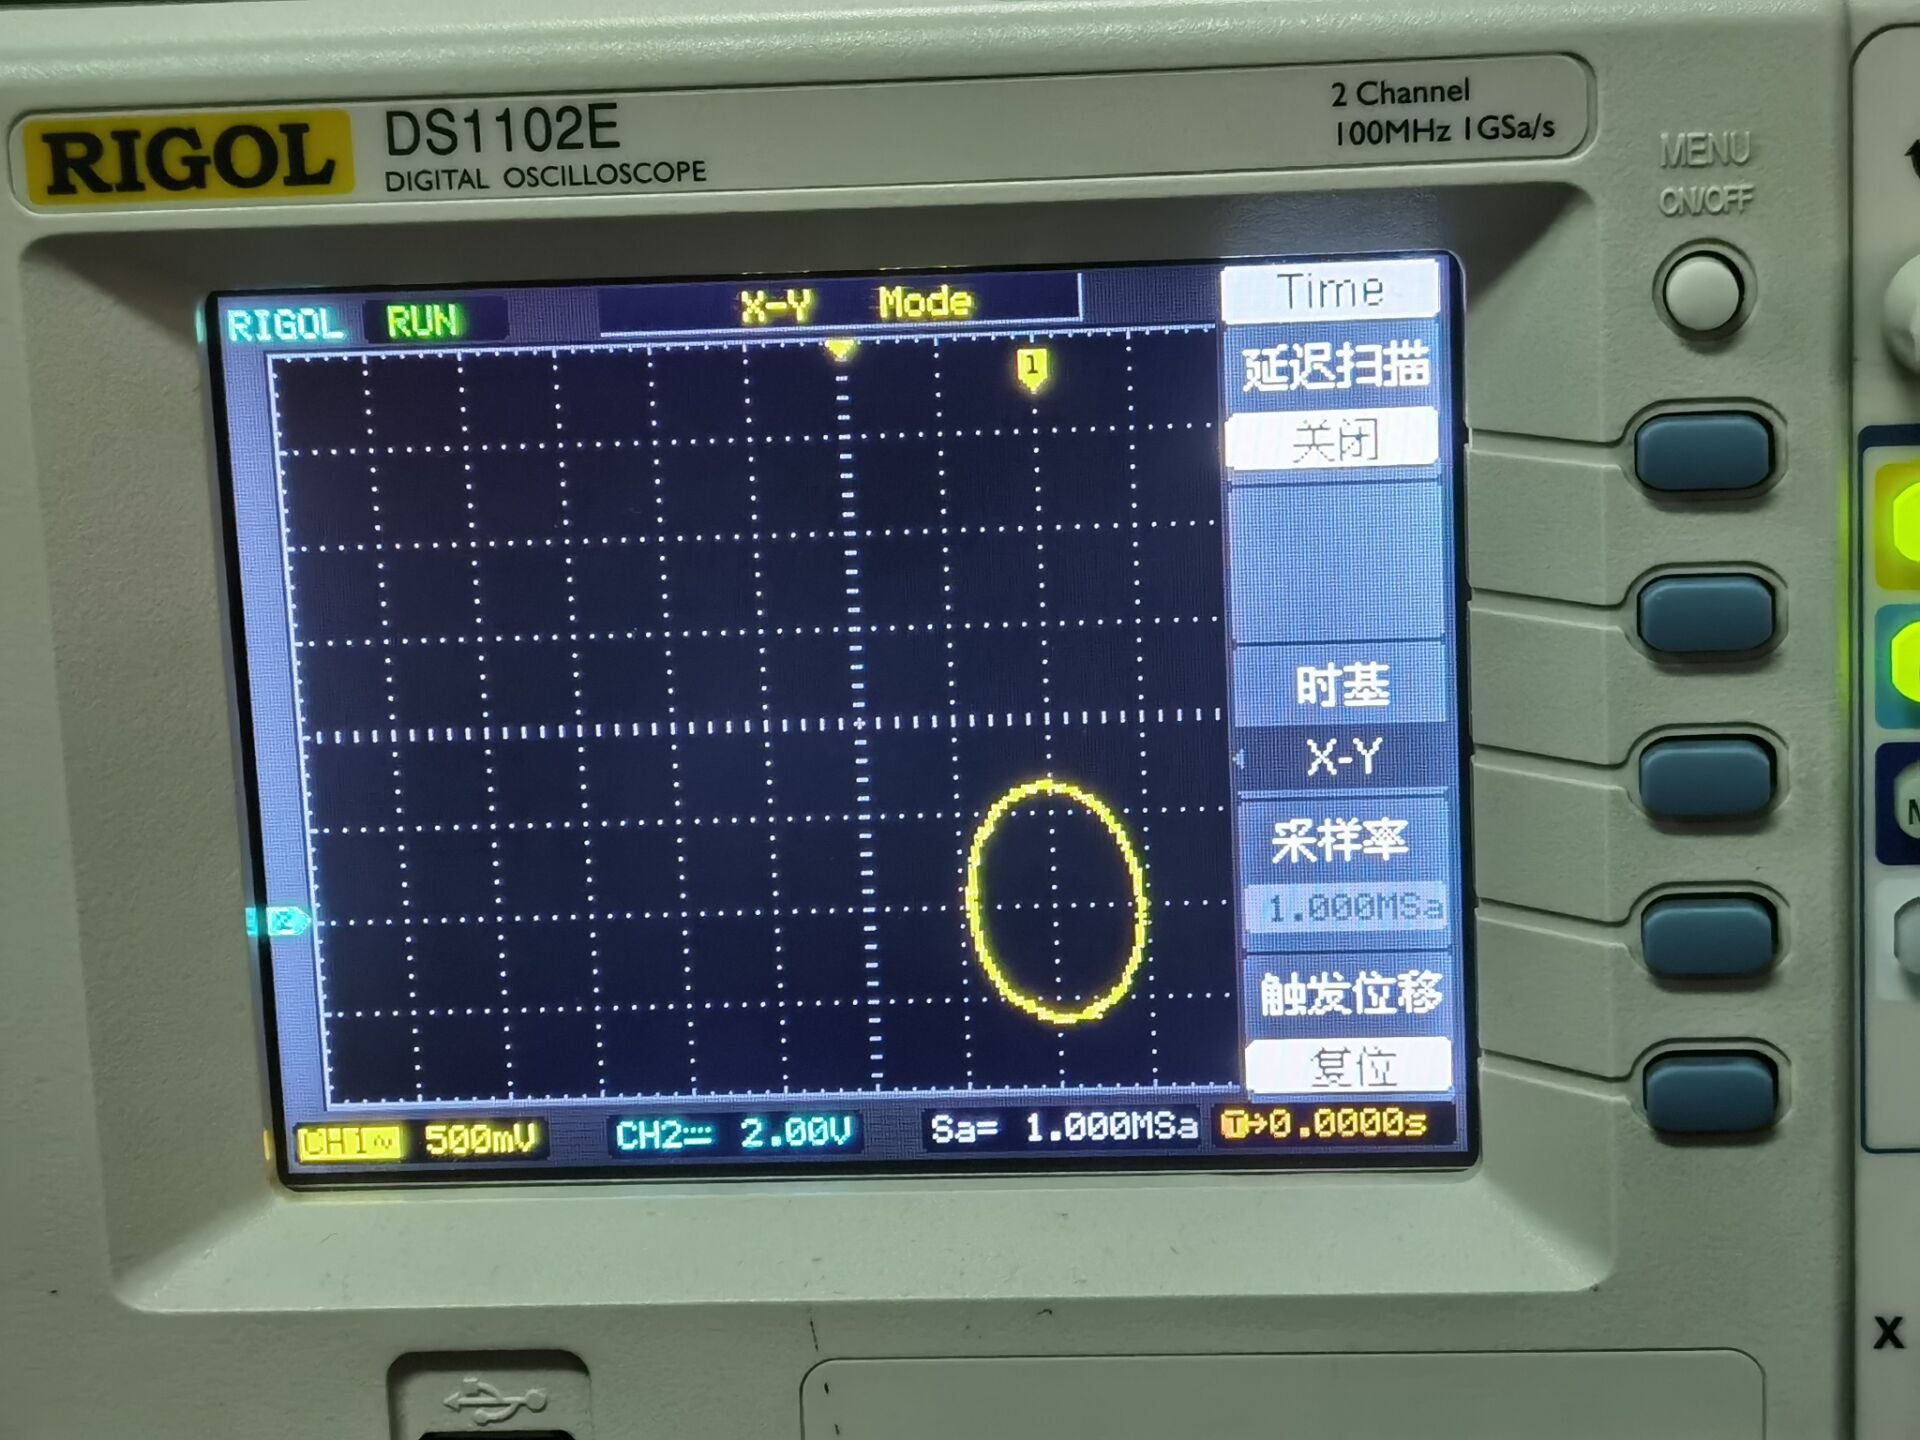 RIGOL DS1102E
DIGITAL OSCILLOSCOPE
2 Channel
100MHz 1GSa/s
MENU
ON/OFF
RIGOL RUN X-Y Mode
Time
1
延迟扫描
关闭
时基
X-Y
采样率
1.000MSa
触发位移
复位
2
CH1~ 500mV CH2 2.00V Sa= 1.000MSa T→0.0000s
X